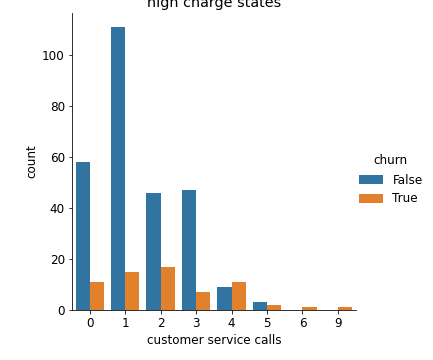 high charge states
100
80
60
40
20
0
count
0 1 2 3 4 5 6 9
customer service calls
churn
False
True